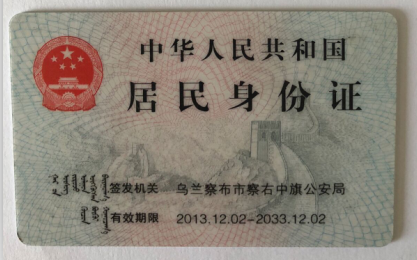 中华人民共和国
居民身份证
签发机关 乌兰察布市察右中旗公安局
有效期限 2013.12.02-2033.12.02